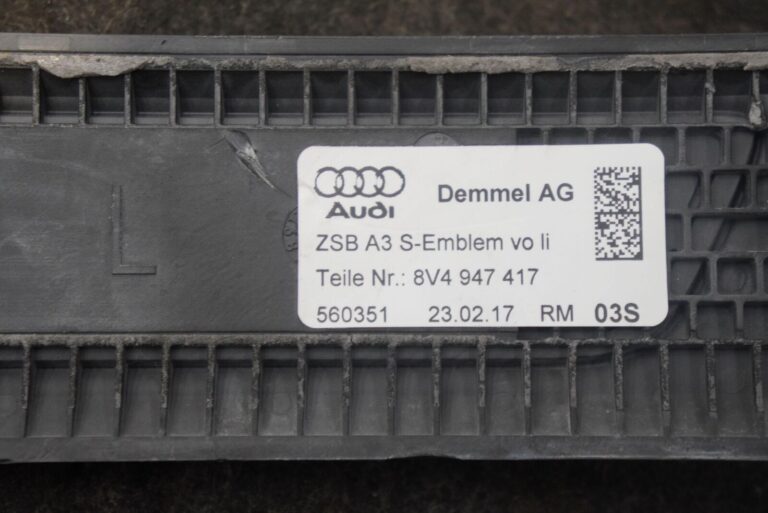 L
Audi
Demmel AG
ZSB A3 S-Emblem vo li
Teile Nr.: 8V4 947 417
560351 23.02.17 RM 03S